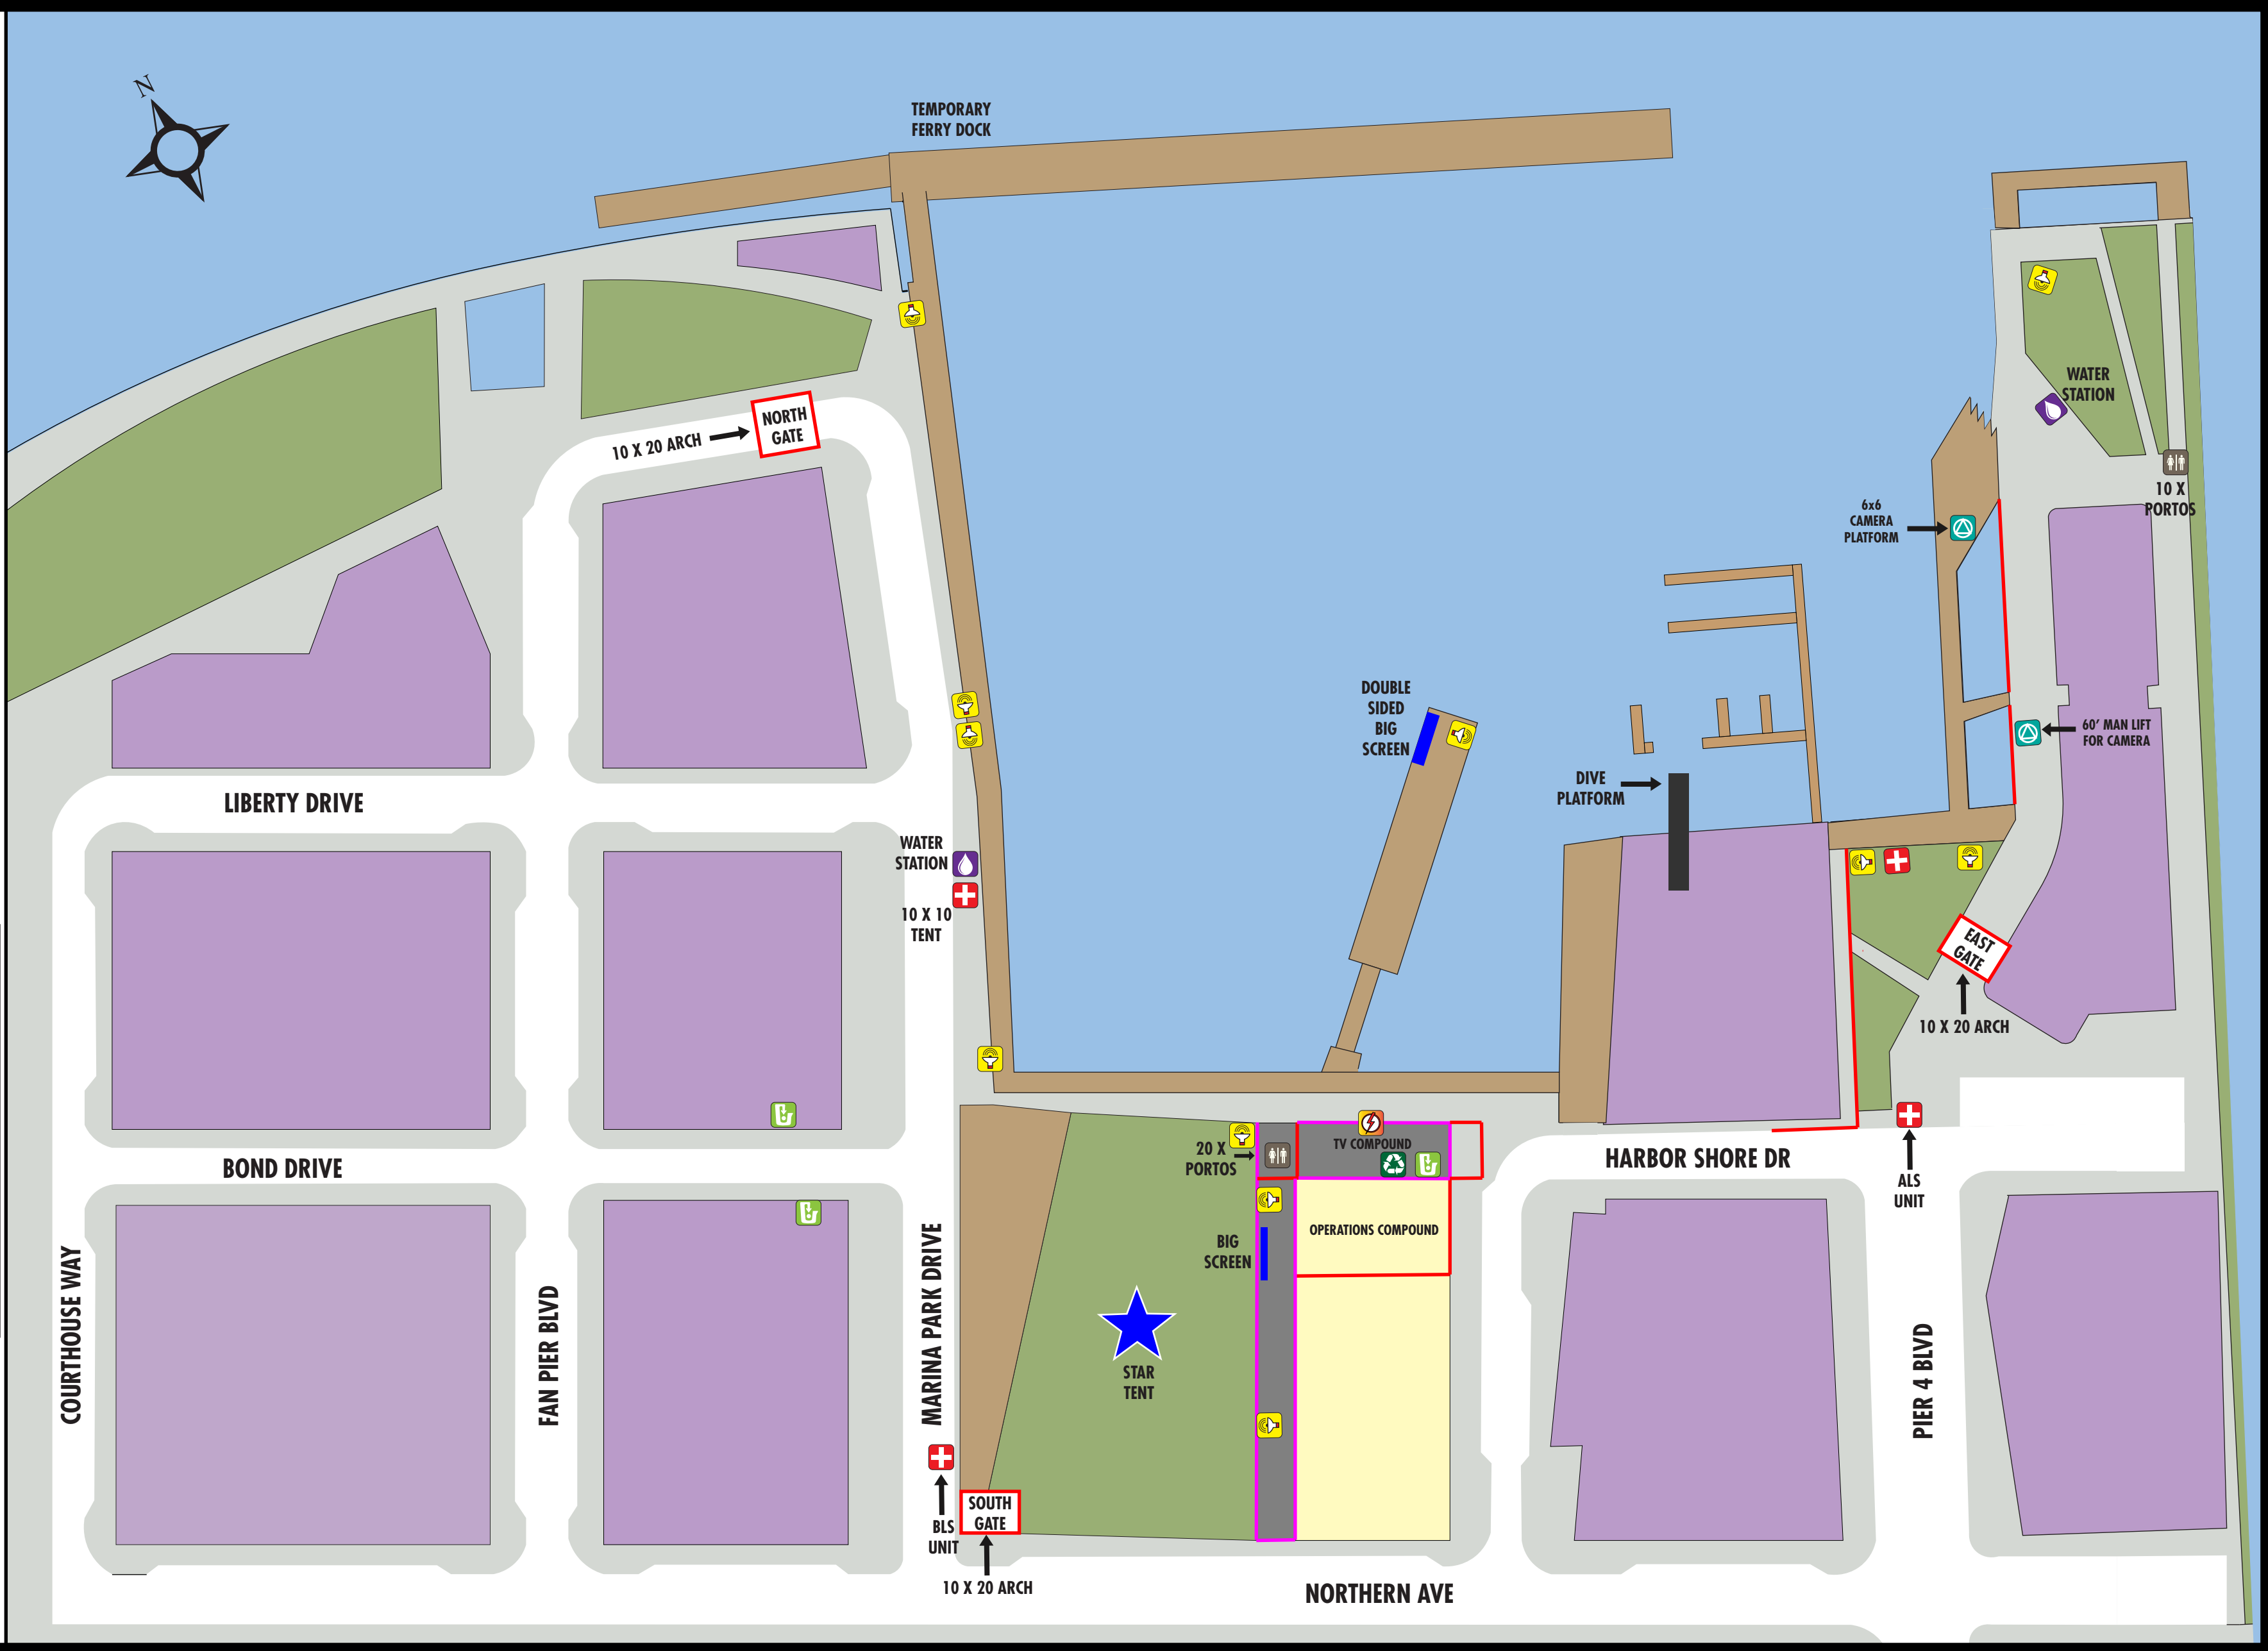 N
TEMPORARY
FERRY DOCK
NORTH
GATE
10 X 20 ARCH
WATER
STATION
10 X
PORTOS
6x6
CAMERA
PLATFORM
DOUBLE
SIDED
BIG
SCREEN
60' MAN LIFT
FOR CAMERA
DIVE
PLATFORM
LIBERTY DRIVE
WATER
STATION
10 X 10
TENT
EAST
GATE
10 X 20 ARCH
BOND DRIVE
20 X
PORTOS
TV COMPOUND
HARBOR SHORE DR
ALS
UNIT
OPERATIONS COMPOUND
BIG
SCREEN
COURTHOUSE WAY
FAN PIER BLVD
MARINA PARK DRIVE
STAR
TENT
PIER 4 BLVD
SOUTH
GATE
BLS
UNIT
10 X 20 ARCH
NORTHERN AVE